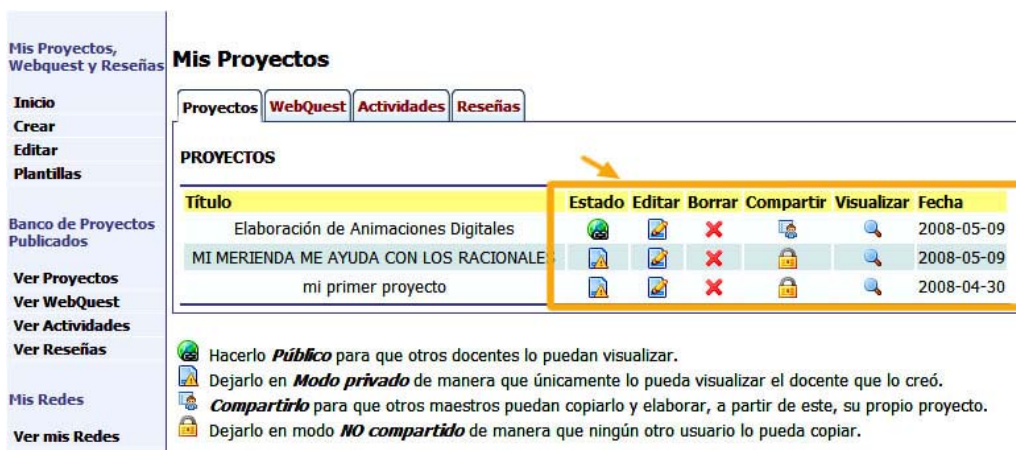 Mis Proyectos,
Webquest y Reseñas
Inicio
Crear
Editar
Plantillas
Banco de Proyectos
Publicados
Ver Proyectos
Ver WebQuest
Ver Actividades
Ver Reseñas
Mis Redes
Ver mis Redes
Mis Proyectos
Proyectos WebQuest Actividades Reseñas
PROYECTOS
Título Estado Editar Borrar Compartir Visualizar Fecha
Elaboración de Animaciones Digitales 2008-05-09
MI MERIENDA ME AYUDA CON LOS RACIONALES 2008-05-09
mi primer proyecto 2008-04-30
Hacerlo Público para que otros docentes lo puedan visualizar.
Dejarlo en Modo privado de manera que únicamente lo pueda visualizar el docente que lo creó.
Compartirlo para que otros maestros puedan copiarlo y elaborar, a partir de este, su propio proyecto.
Dejarlo en modo NO compartido de manera que ningún otro usuario lo pueda copiar.